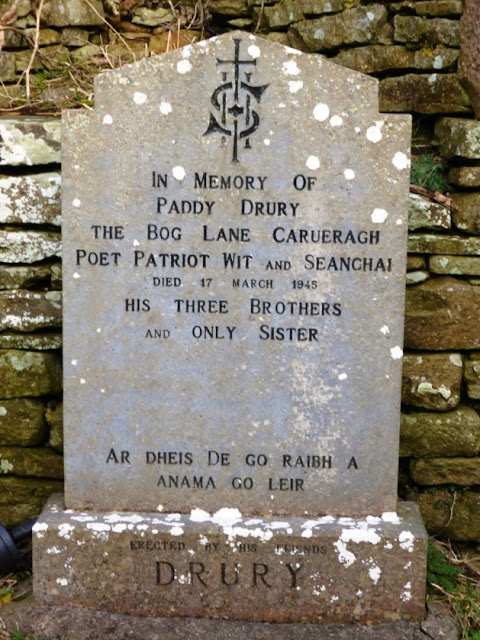 IHS
IN MEMORY OF
PADDY DRURY
THE BOG LANE CARUERAGH
POET PATRIOT WIT AND SEANCHAI
DIED 17 MARCH 1945
HIS THREE BROTHERS
AND ONLY SISTER
AR DHEIS DE GO RAIBH A
ANAMA GO LEIR
ERECTED BY HIS FRIENDS
DRURY